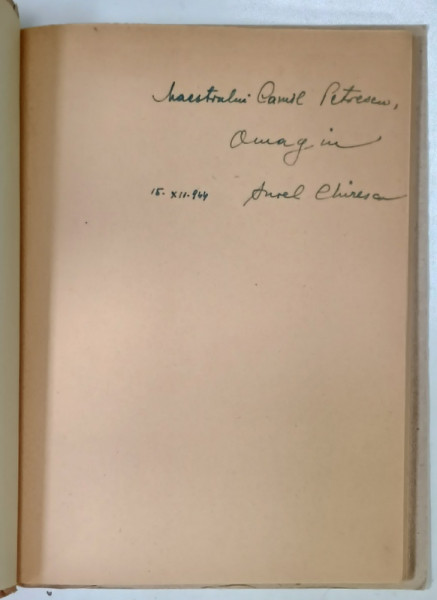 Maestrului Camil Petrescu,
Omagiu
15. XII. 944 Aurel Chirescu